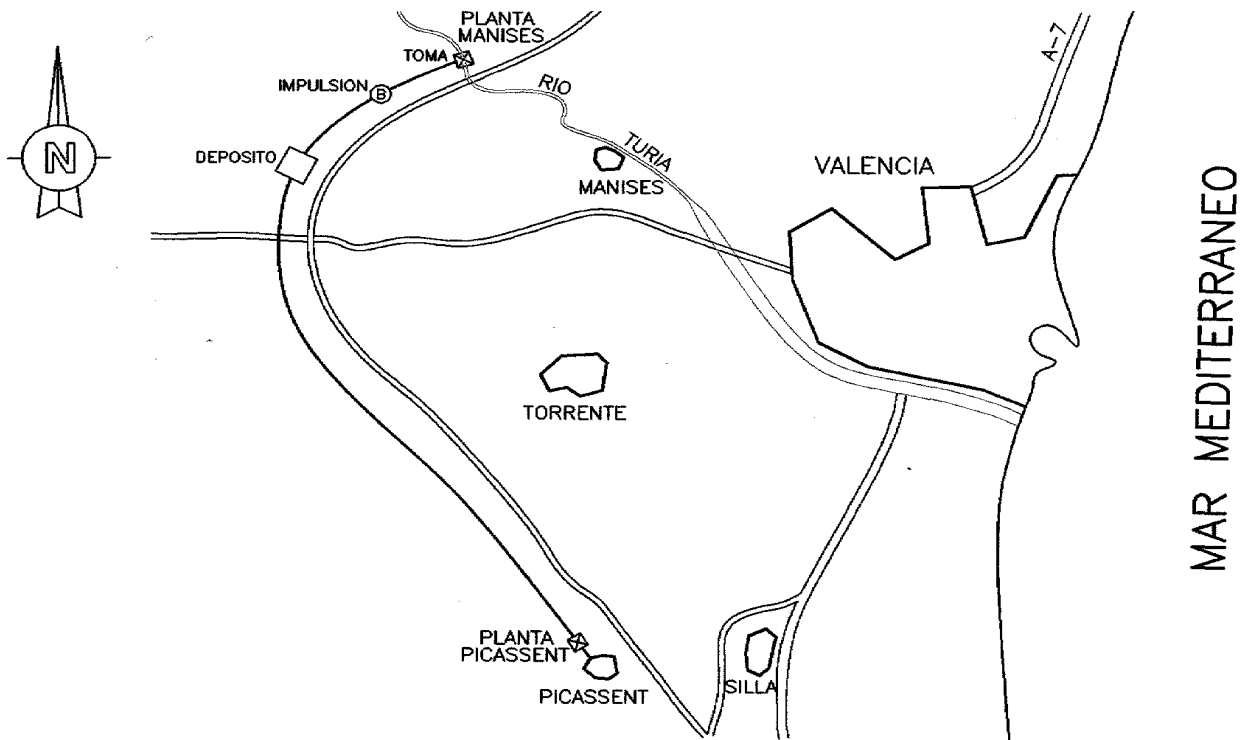 PLANTA
MANISES
TOMA
IMPULSION
B
RIO
A-7
N
DEPOSITO
TURIA
MANISES
VALENCIA
MAR MEDITERRANEO
TORRENTE
PLANTA
PICASSENT
PICASSENT
SILLA